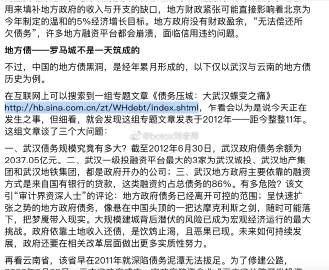 用来填补地方政府的收入与开支的缺口，地方财政紧张可能直接影响着北京为
今年制定的温和的5%经济增长目标。地方政府没有财政盈余，“无法偿还所
欠债务”，许多地方融资平台都会崩溃，面临信用违约问题。
地方债——罗马城不是一天筑成的
不过，中国的地方债黑洞，是经年累月形成的，以下仅以武汉与云南的地方债
历史为例。
在互联网上可以搜索到一组专题文章《债务压城：大武汉蝶变之痛》
http://hb.sina.com.cn/zt/WHdebt/index.shtml，乍看会以为是说今天正在
发生之事，但细看，就会发现这组专题文章发表于2012年——距今整整11年。
这组文章谈了三个大问题：
一、武汉债务规模究竟有多大？截至2012年6月30日，武汉政府债务余额为
2037.05亿元。二、武汉一级投融资平台最大的3家为武汉城投、武汉地产集
团和武汉地铁集团，都是政府开办的公司；三、武汉地方政府主要依靠的融资
方式是来自国有银行的贷款，这类融资约占总债务的86%。有多危险？该文
引“审计界资深人士”的评论：地方政府债务已经离开可控的范围；呈快速扩
张之势的地方政府债务，像悬在中国头顶的一把达摩利斯之剑，随时可能落
下，把梦魇带入现实。大规模建城背后潜伏的风险已成为宏观经济运行的最大
挑战。政府依靠土地收入还债，是饮鸩止渴，且恶果已现。未来如何持续发
展，政府还要在相关改革层面做出更多实质性努力。
再看云南省，该省早在2011年就深陷债务泥潭无法拔足。为了修建公路，